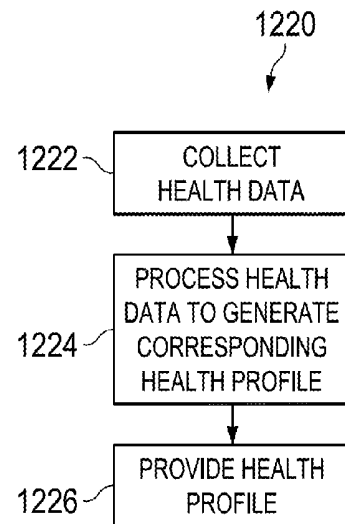 1220
1222
COLLECT
HEALTH DATA
1224
PROCESS HEALTH
DATA TO GENERATE
CORRESPONDING
HEALTH PROFILE
1226
PROVIDE HEALTH
PROFILE